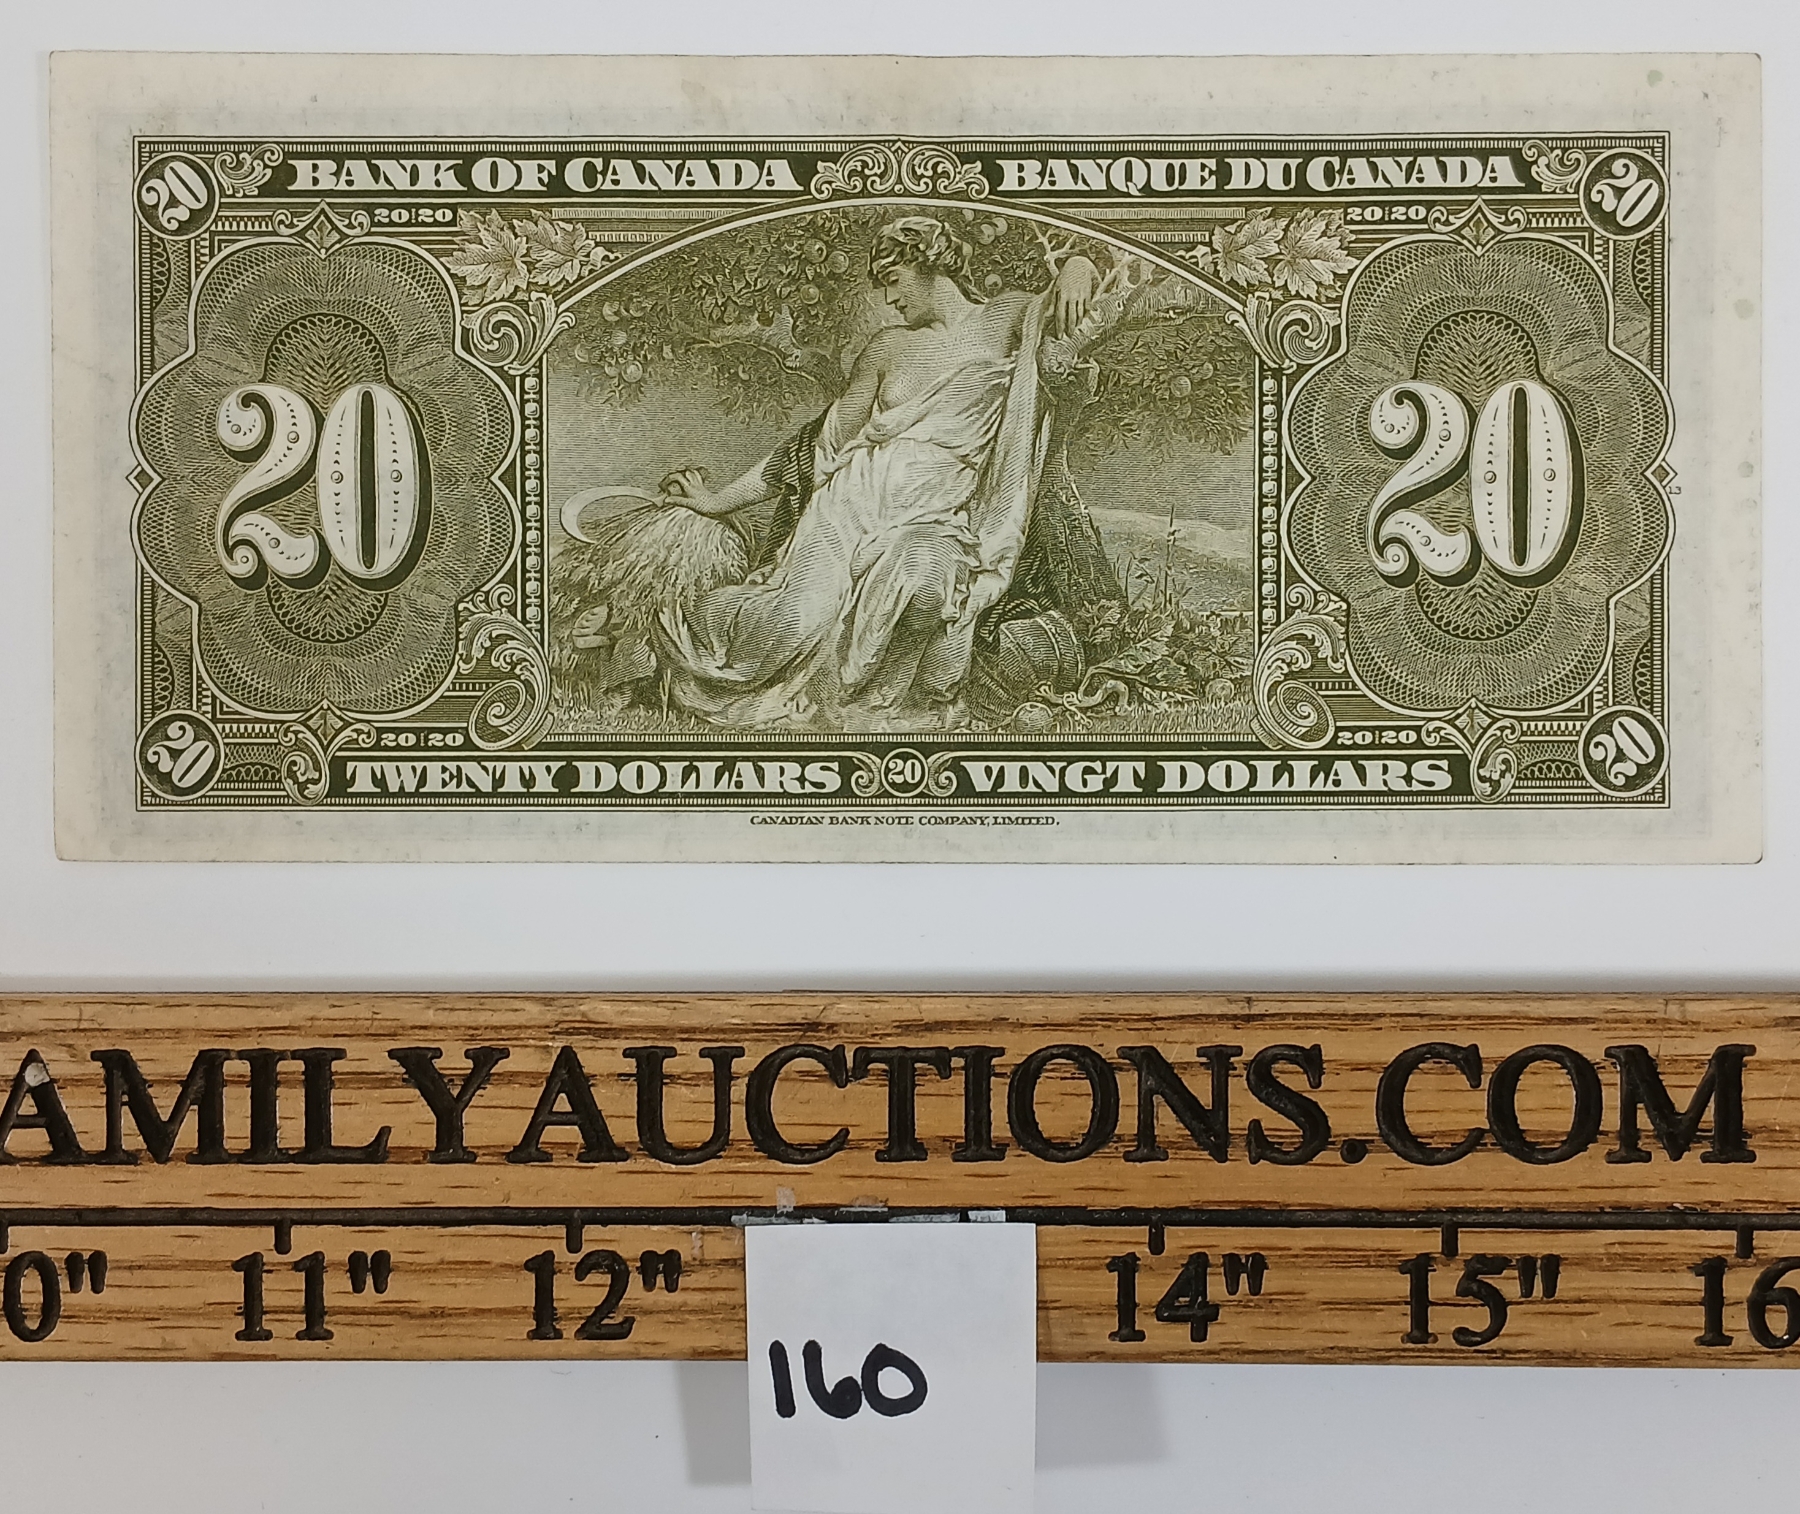 20 BANK OF CANADA BANQUE DU CANADA 20
20 20 20 20
20 20
13
20 20 20 20
20 TWENTY DOLLARS 20 VINGT DOLLARS 20
CANADIAN BANK NOTE COMPANY, LIMITED.
AMILYAUCTIONS.COM
0" 11" 12" 14" 15" 16
160